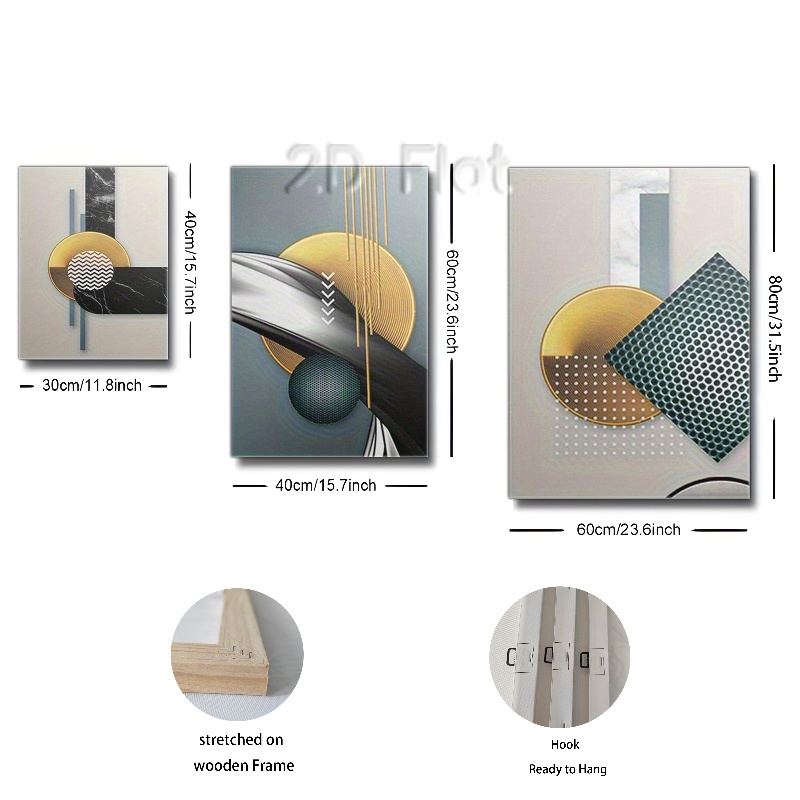 2D Flat
40cm/15.7inch
60cm/23.6inch
80cm/31.5inch
30cm/11.8inch
40cm/15.7inch
60cm/23.6inch
stretched on
wooden Frame
Hook
Ready to Hang